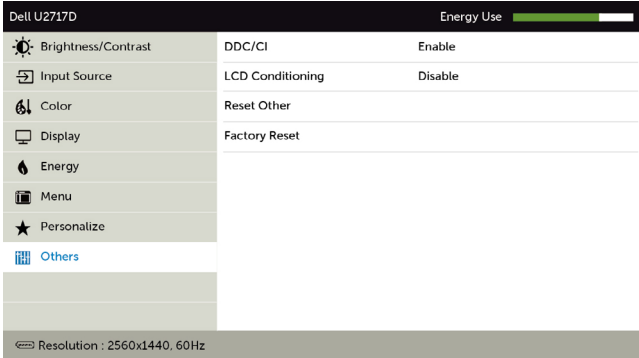 Dell U2717D Energy Use
Brightness/Contrast DDC/CI Enable
Input Source LCD Conditioning Disable
Color Reset Other
Display Factory Reset
Energy
Menu
Personalize
Others
Resolution : 2560x1440, 60Hz